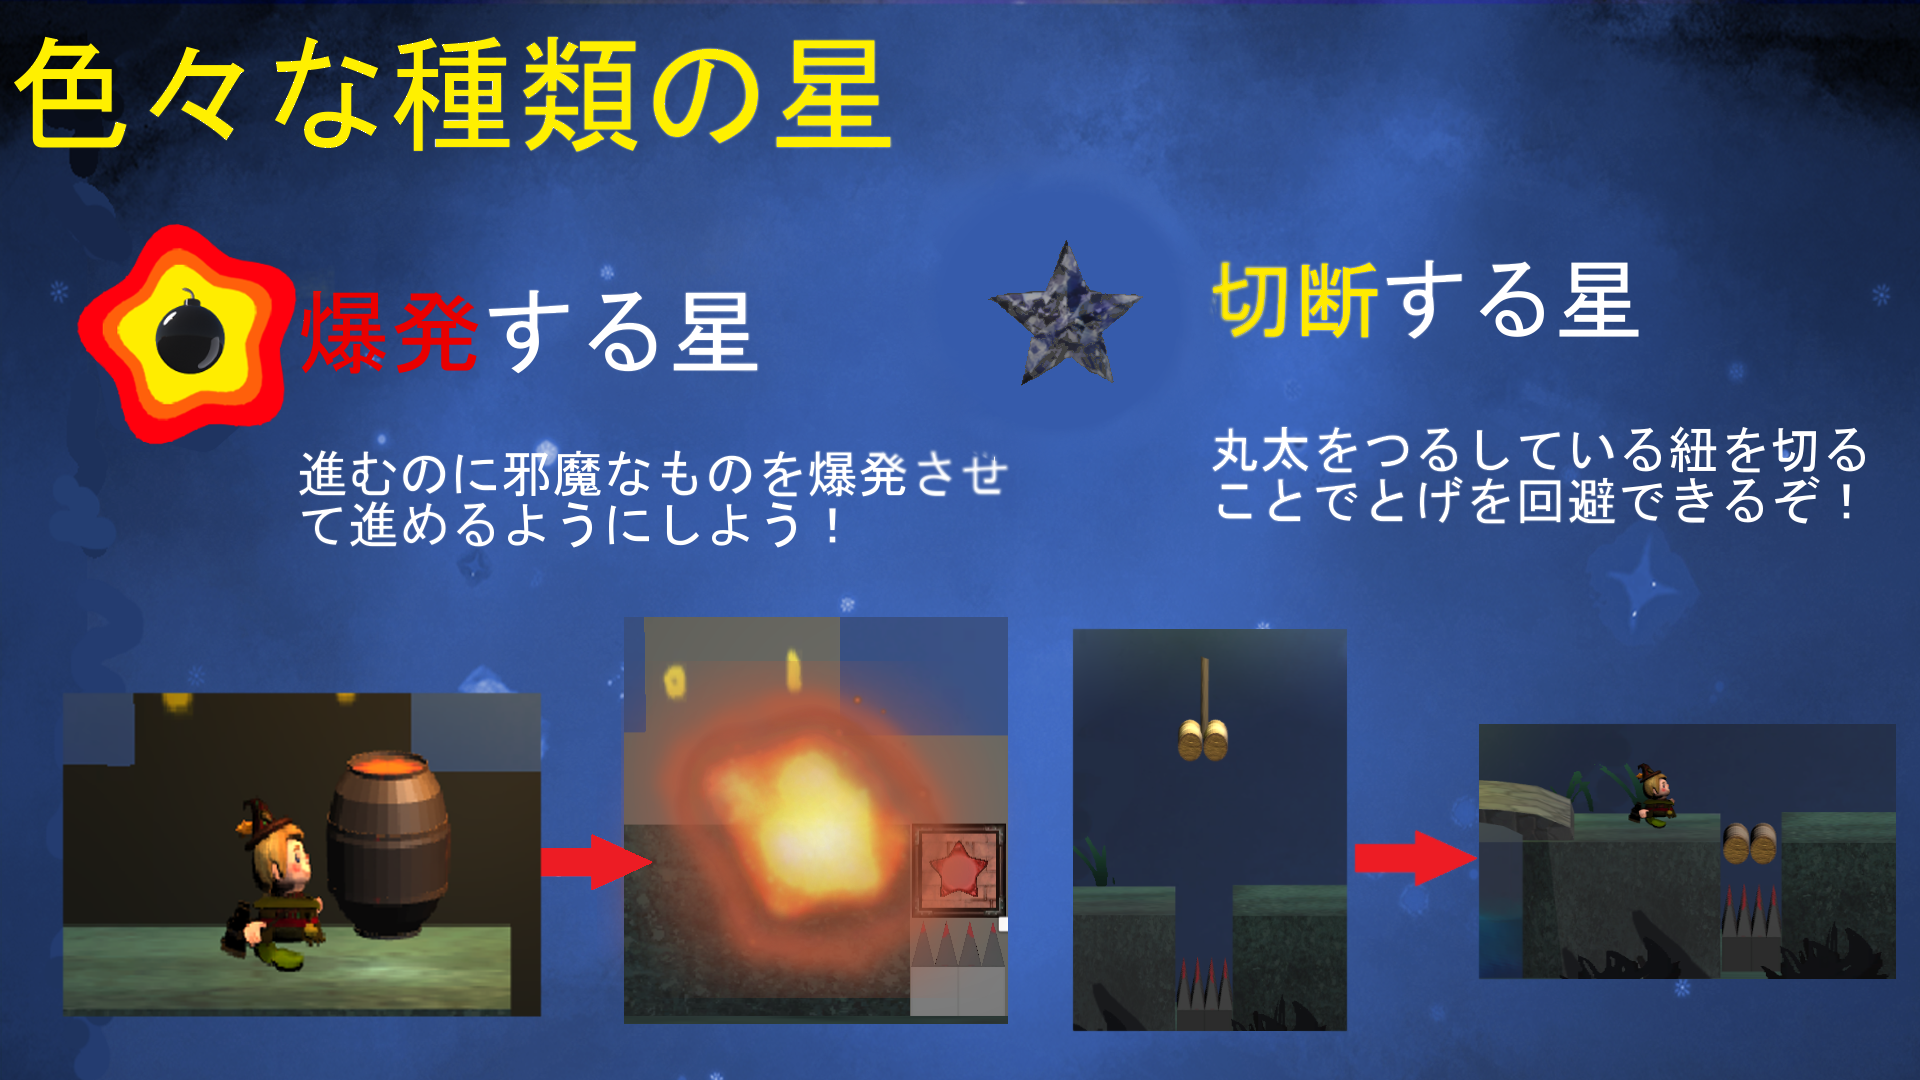 色々な種類の星
爆発する星
進むのに邪魔なものを爆発させ
て進めるようにしよう！
切断する星
丸太をつるしている紐を切る
ことでとげを回避できるぞ！